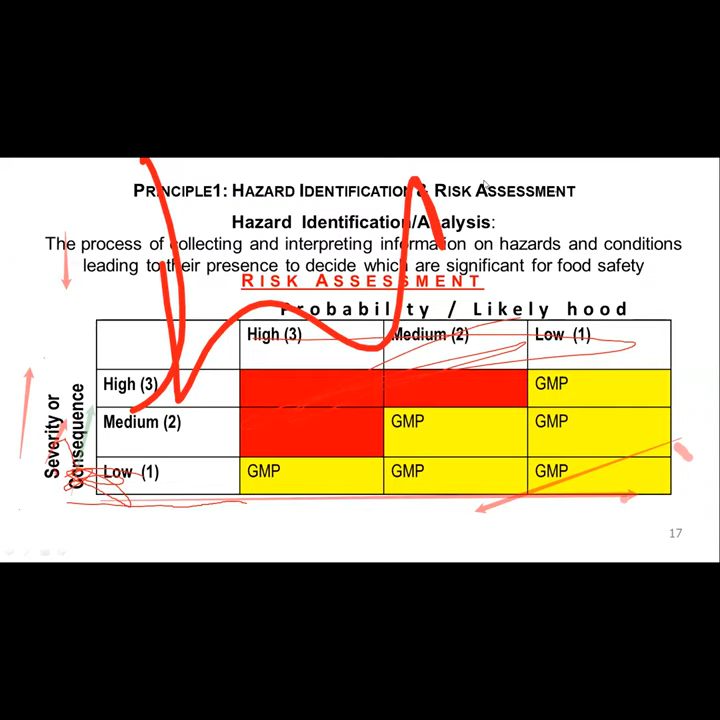 PRINCIPLE1: HAZARD IDENTIFICATION & RISK ASSESSMENT
Hazard Identification/Analysis:
The process of collecting and interpreting information on hazards and conditions
leading to their presence to decide which are significant for food safety
RISK ASSESSMENT
Probability / Likely hood
High (3) Medium (2) Low (1)
Severity or
Consequence
High (3) GMP
Medium (2) GMP GMP
Low (1) GMP GMP GMP
17